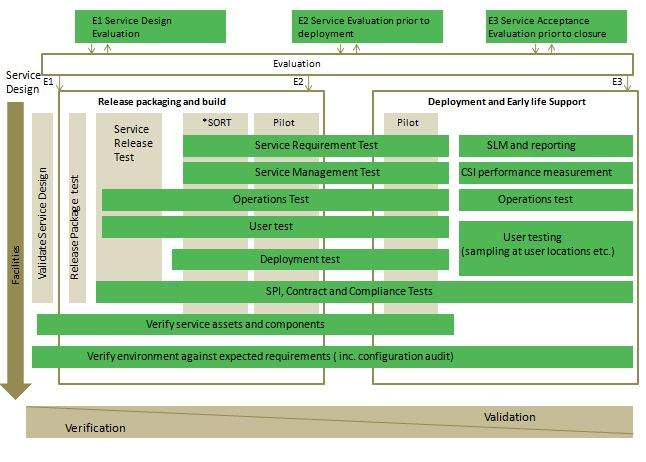 E1 Service Design
Evaluation
E2 Service Evaluation prior to
deployment
E3 Service Acceptance
Evaluation prior to closure
Evaluation
Service
Design
E1
E2
E3
Release packaging and build
Deployment and Early life Support
Service
Release
Test
*SORT
Pilot
Pilot
Service Requirement Test
SLM and reporting
Service Management Test
CSI performance measurement
Operations Test
Operations test
User test
User testing
(sampling at user locations etc.)
Deployment test
SPI, Contract and Compliance Tests
Verify service assets and components
Verify environment against expected requirements ( inc. configuration audit)
Facilities
Validate Service Design
Release Package test
Verification
Validation